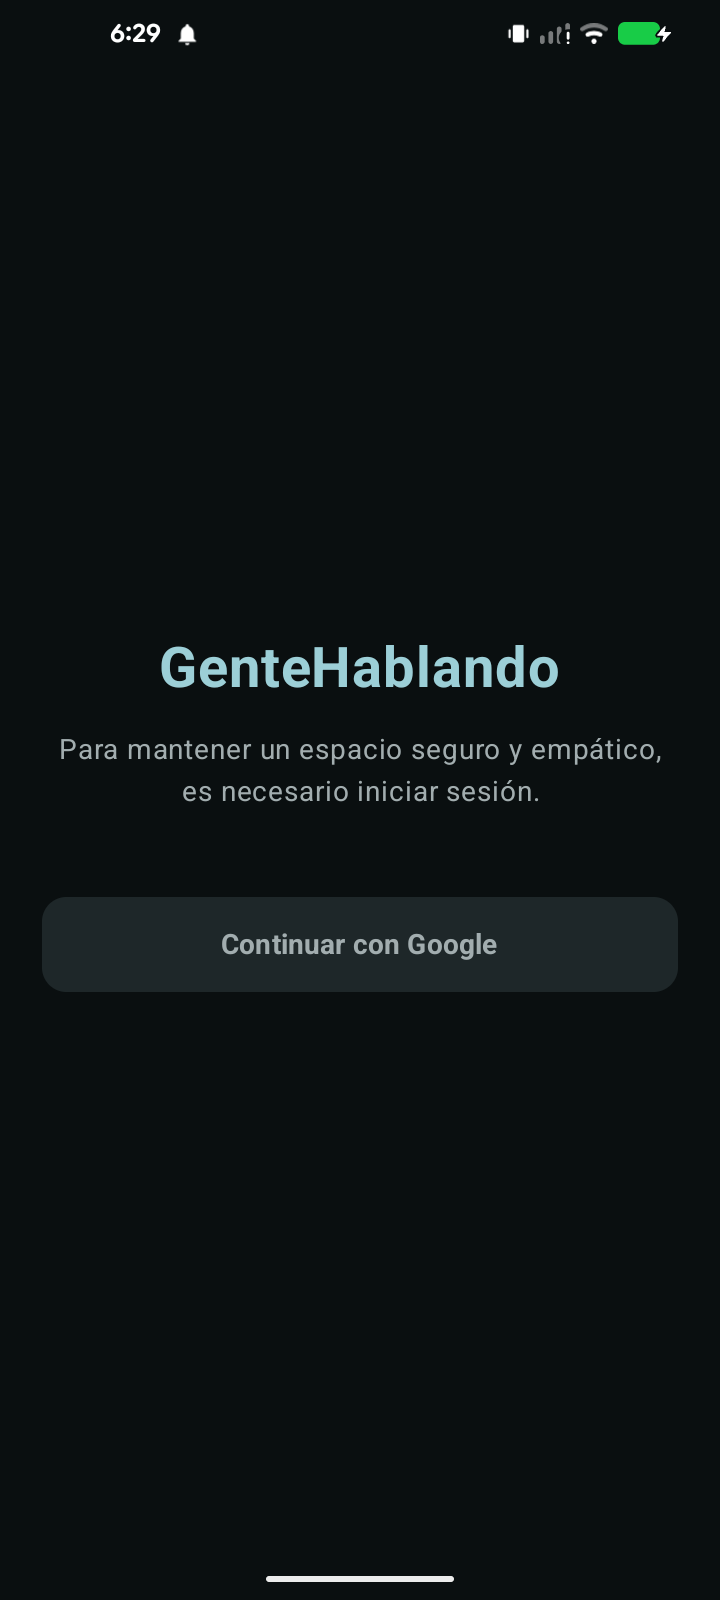 6:29
GenteHablando
Para mantener un espacio seguro y empático,
es necesario iniciar sesión.
Continuar con Google